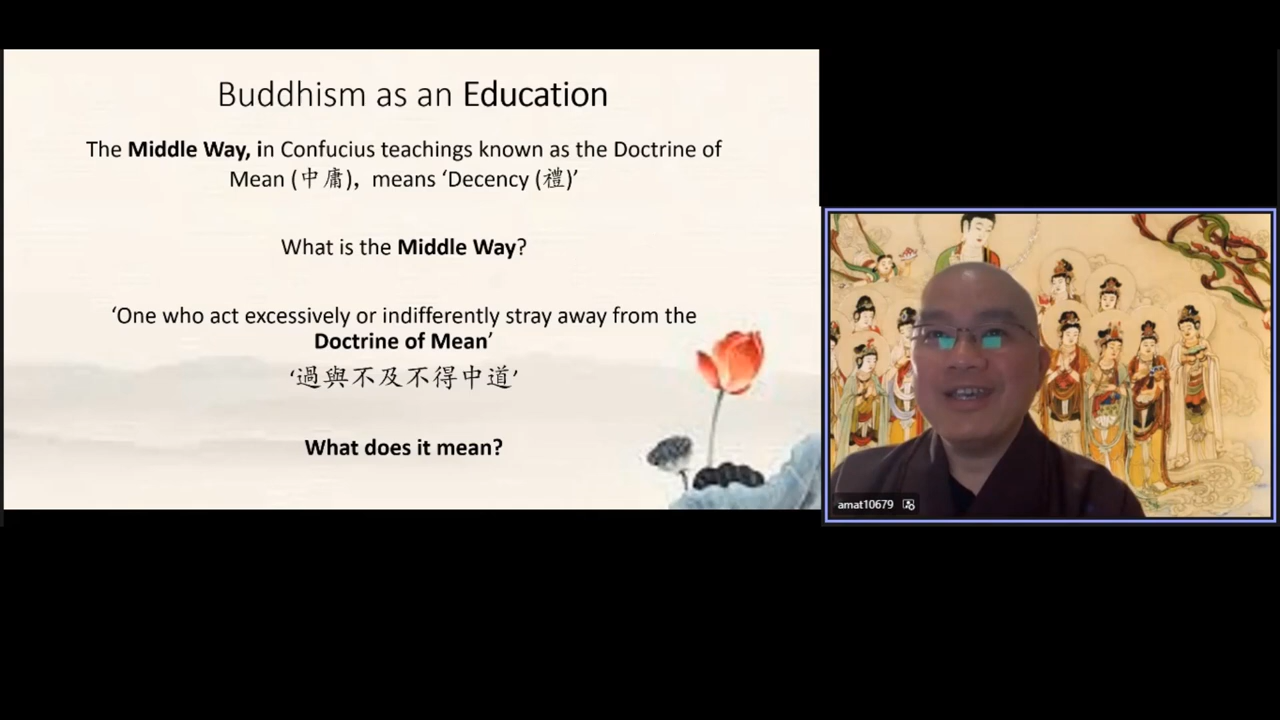 Buddhism as an Education
The Middle Way, in Confucius teachings known as the Doctrine of
Mean (中庸), means ‘Decency (禮)’
What is the Middle Way?
‘One who act excessively or indifferently stray away from the
Doctrine of Mean’
‘過與不及不得中道’
What does it mean?
amat10679